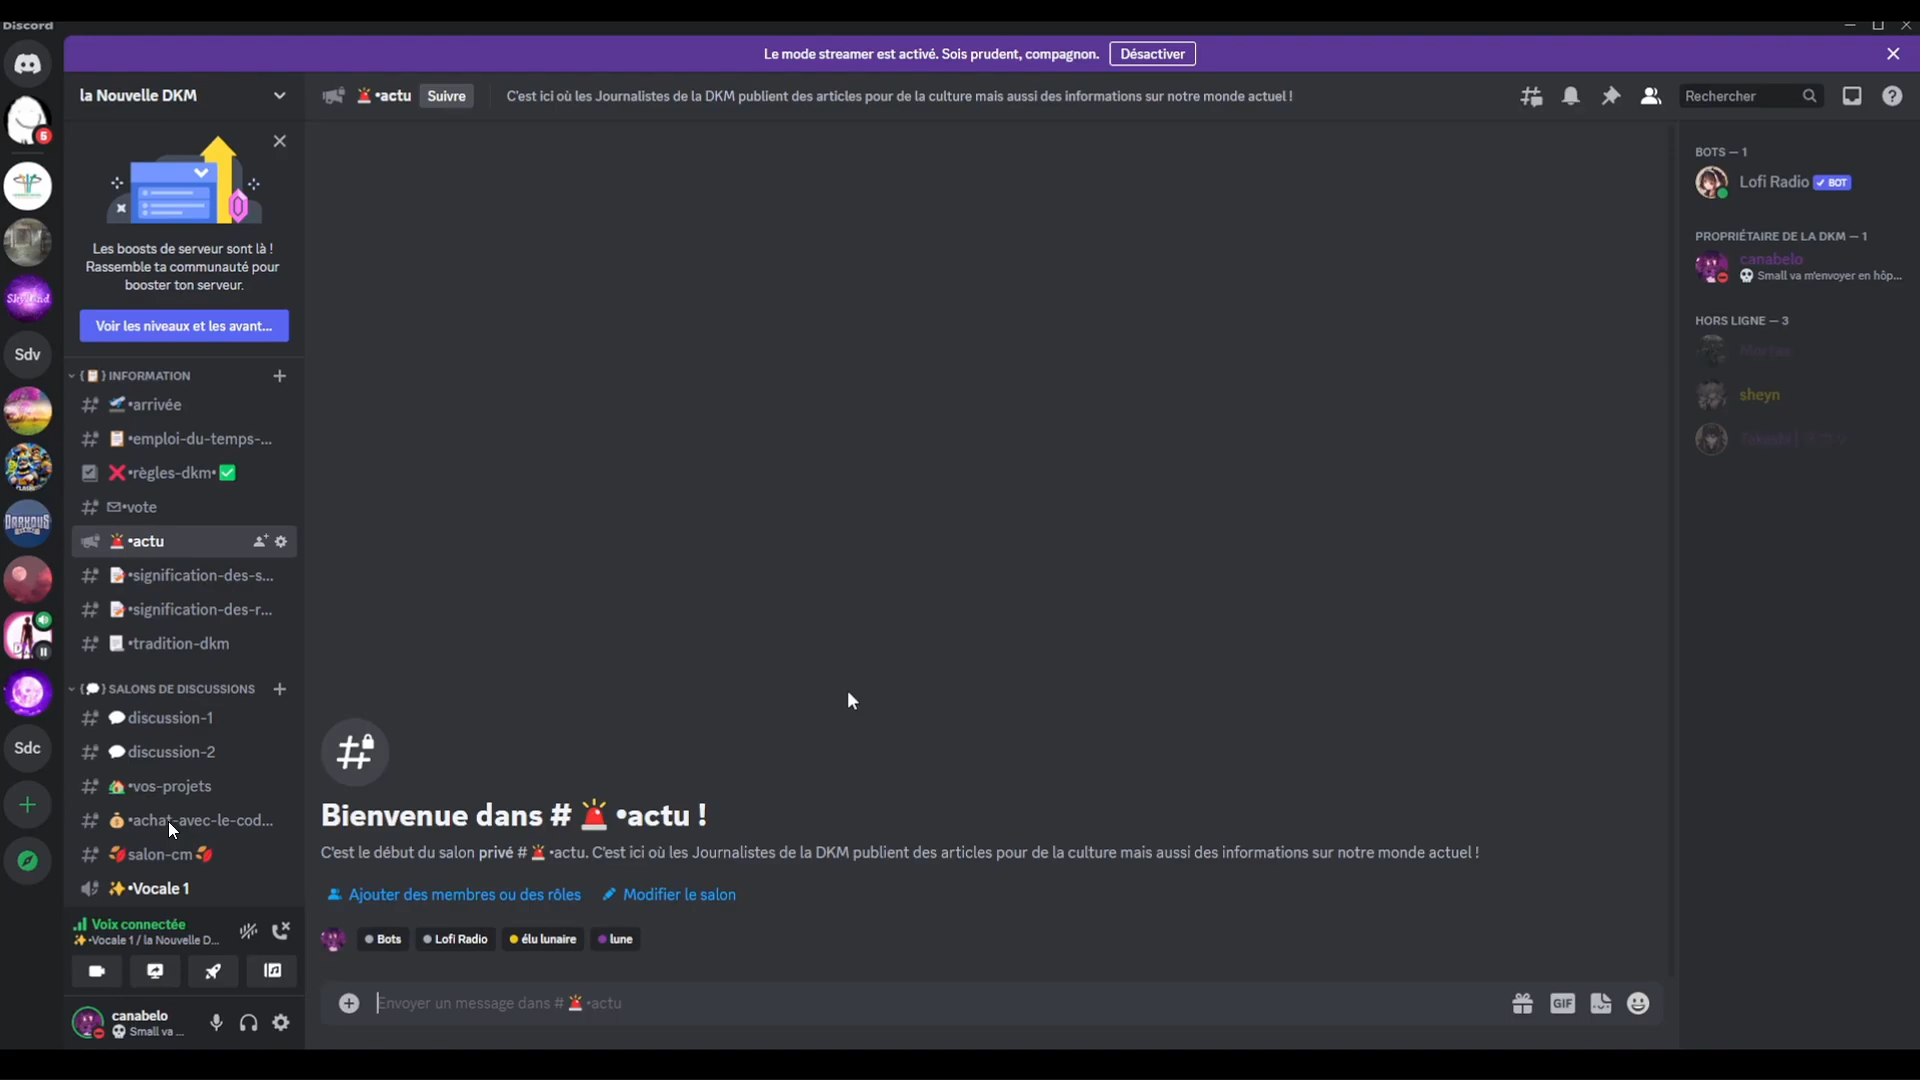 Discord
Le mode streamer est activé. Sois prudent, compagnon. Désactiver
la Nouvelle DKM
•actu Suivre C'est ici où les Journalistes de la DKM publient des articles pour de la culture mais aussi des informations sur notre monde actuel !
Rechercher
6
Les boosts de serveur sont là !
Rassemble ta communauté pour
booster ton serveur.
Voir les niveaux et les avant...
Skyland
Sdv
DARKOUS
Sdc
{📋} INFORMATION
•arrivée
•emploi-du-temps-...
❌•règles-dkm•✅
✉•vote
🚨•actu
•signification-des-s...
•signification-des-r...
•tradition-dkm
{💬} SALONS DE DISCUSSIONS
💬discussion-1
💬discussion-2
•vos-projets
💰•achat-avec-le-cod...
salon-cm
✨•Vocale 1
Voix connectée
✨•Vocale 1 / la Nouvelle D...
canabelo
💀 Small va ...
Bienvenue dans # 🚨 •actu !
C'est le début du salon privé # 🚨 •actu. C'est ici où les Journalistes de la DKM publient des articles pour de la culture mais aussi des informations sur notre monde actuel !
Ajouter des membres ou des rôles Modifier le salon
Bots Lofi Radio élu lunaire lune
Envoyer un message dans # 🚨•actu
GIF
BOTS — 1
Lofi Radio ✓ BOT
PROPRIÉTAIRE DE LA DKM — 1
canabelo
💀 Small va m'envoyer en hôp...
HORS LIGNE — 3
sheyn